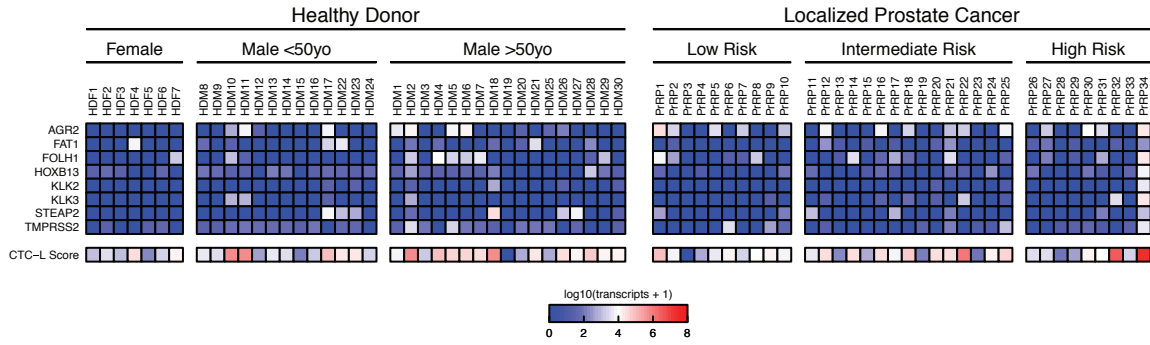 Healthy Donor Localized Prostate Cancer
Female Male <50yo Male >50yo Low Risk Intermediate Risk High Risk
HDF1 HDF2 HDF3 HDF4 HDF5 HDF6 HDF7 HDM8 HDM9 HDM10 HDM11 HDM12 HDM13 HDM14 HDM15 HDM16 HDM17 HDM22 HDM23 HDM24 HDM1 HDM2 HDM3 HDM4 HDM5 HDM6 HDM7 HDM18 HDM19 HDM20 HDM21 HDM25 HDM26 HDM27 HDM28 HDM29 HDM30 PrRP1 PrRP2 PrRP3 PrRP4 PrRP5 PrRP6 PrRP7 PrRP8 PrRP9 PrRP10 PrRP11 PrRP12 PrRP13 PrRP14 PrRP15 PrRP16 PrRP17 PrRP18 PrRP19 PrRP20 PrRP21 PrRP22 PrRP23 PrRP24 PrRP25 PrRP26 PrRP27 PrRP28 PrRP29 PrRP30 PrRP31 PrRP32 PrRP33 PrRP34
AGR2
FAT1
FOLH1
HOXB13
KLK2
KLK3
STEAP2
TMPRSS2
CTC−L Score
log10(transcripts + 1)
0 2 4 6 8